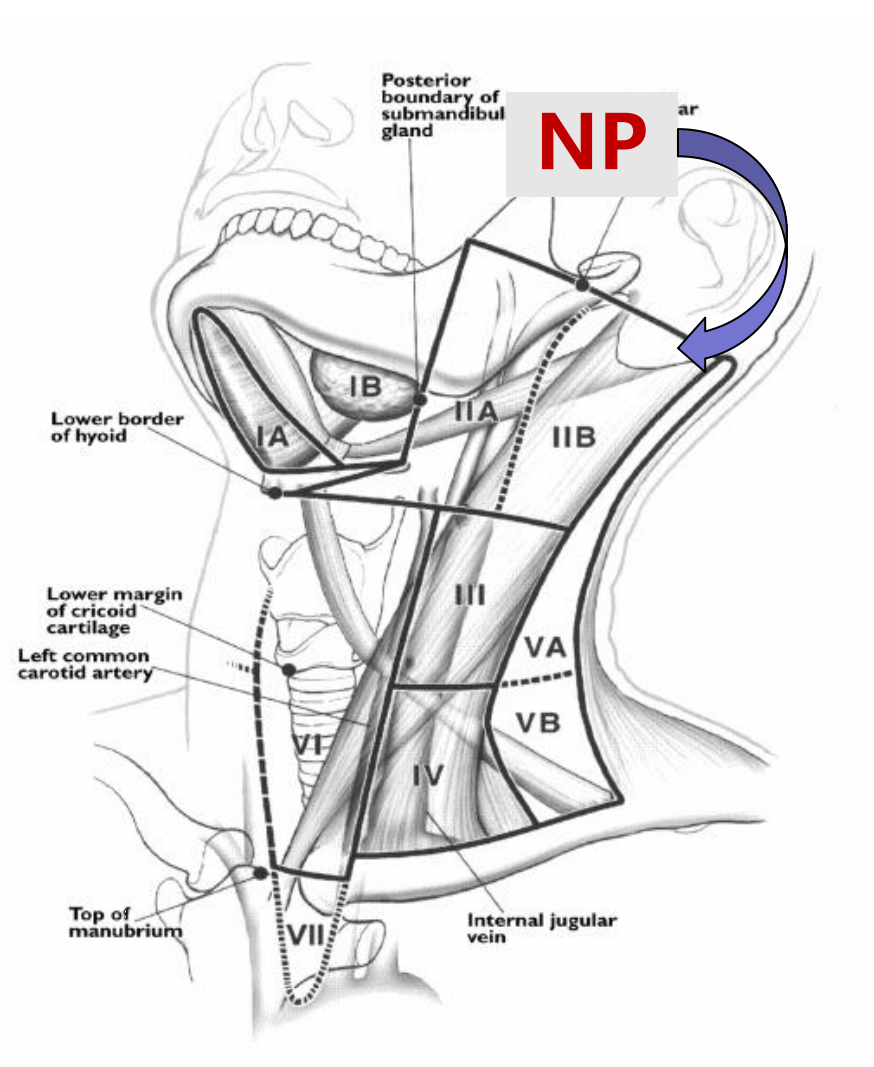 Posterior
boundary of
submandibul
gland
NP
ar
IB
IIA
Lower border
of hyoid
IA
IIB
Lower margin
of cricoid
cartilage
III
VA
Left common
carotid artery
VB
VI
IV
Top of
manubrium
Internal jugular
vein
VII